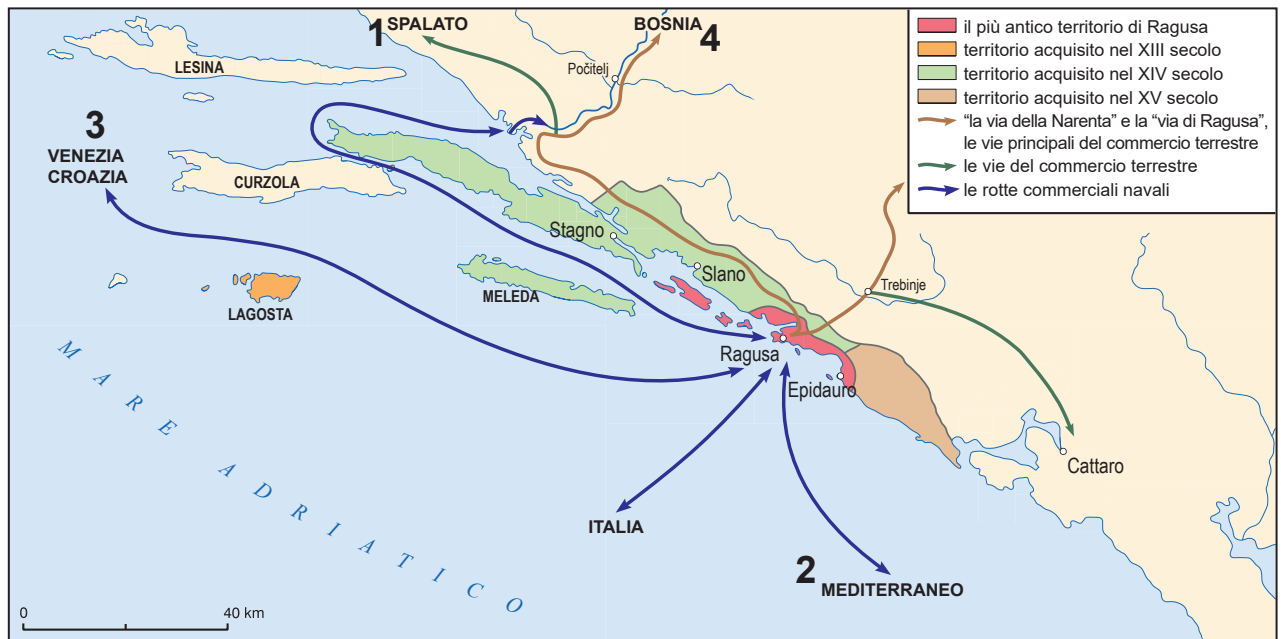 1 SPALATO
BOSNIA
4
LESINA
Počitelj
3
VENEZIA
CROAZIA
CURZOLA
Stagno
Slano
MELEDA
LAGOSTA
Trebinje
Ragusa
Epidauro
Cattaro
ITALIA
2 MEDITERRANEO
MARE ADRIATICO
0 40 km
il più antico territorio di Ragusa
territorio acquisito nel XIII secolo
territorio acquisito nel XIV secolo
territorio acquisito nel XV secolo
“la via della Narenta” e la “via di Ragusa”,
le vie principali del commercio terrestre
le vie del commercio terrestre
le rotte commerciali navali